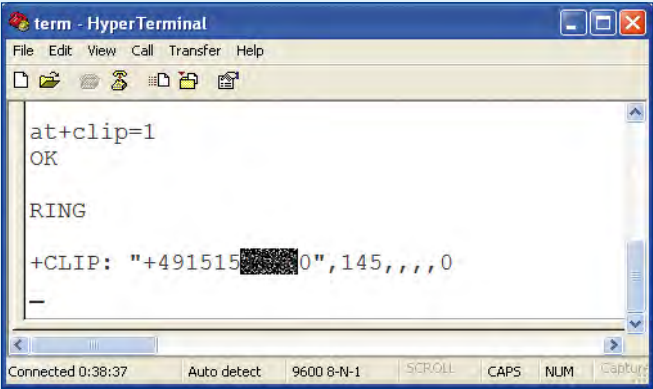 term - HyperTerminal
File Edit View Call Transfer Help
at+clip=1
OK
RING
+CLIP: "+491515 0",145,,,,0
Connected 0:38:37 Auto detect 9600 8-N-1 SCROLL CAPS NUM Capture